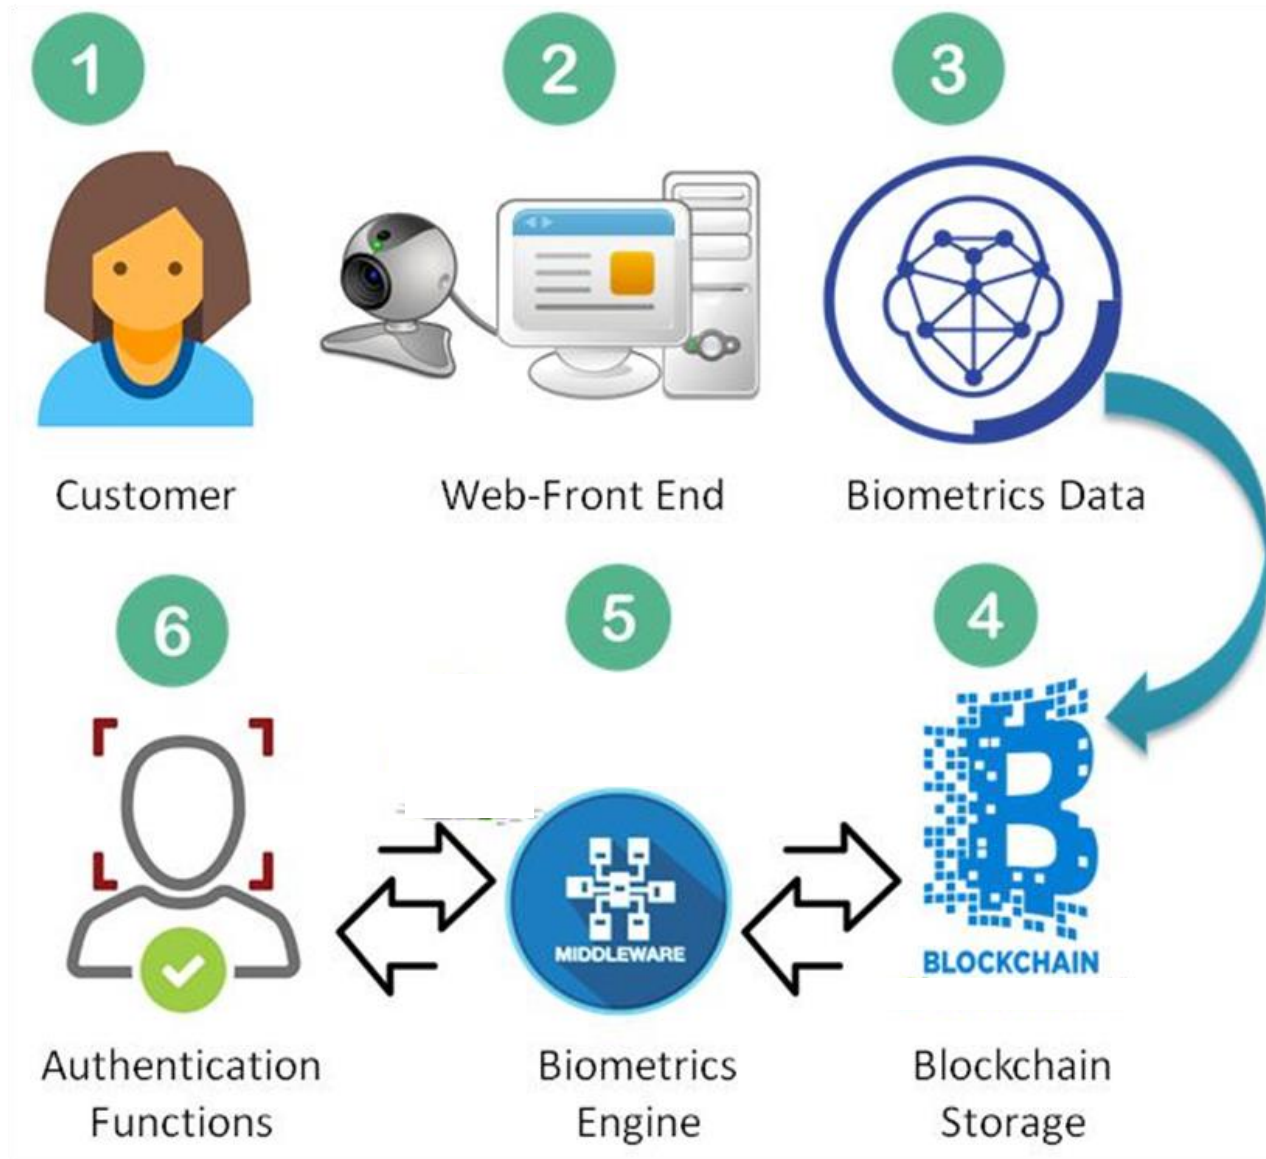 1
2
3
Customer
Web-Front End
Biometrics Data
6
5
4
MIDDLEWARE
BLOCKCHAIN
Authentication
Functions
Biometrics
Engine
Blockchain
Storage